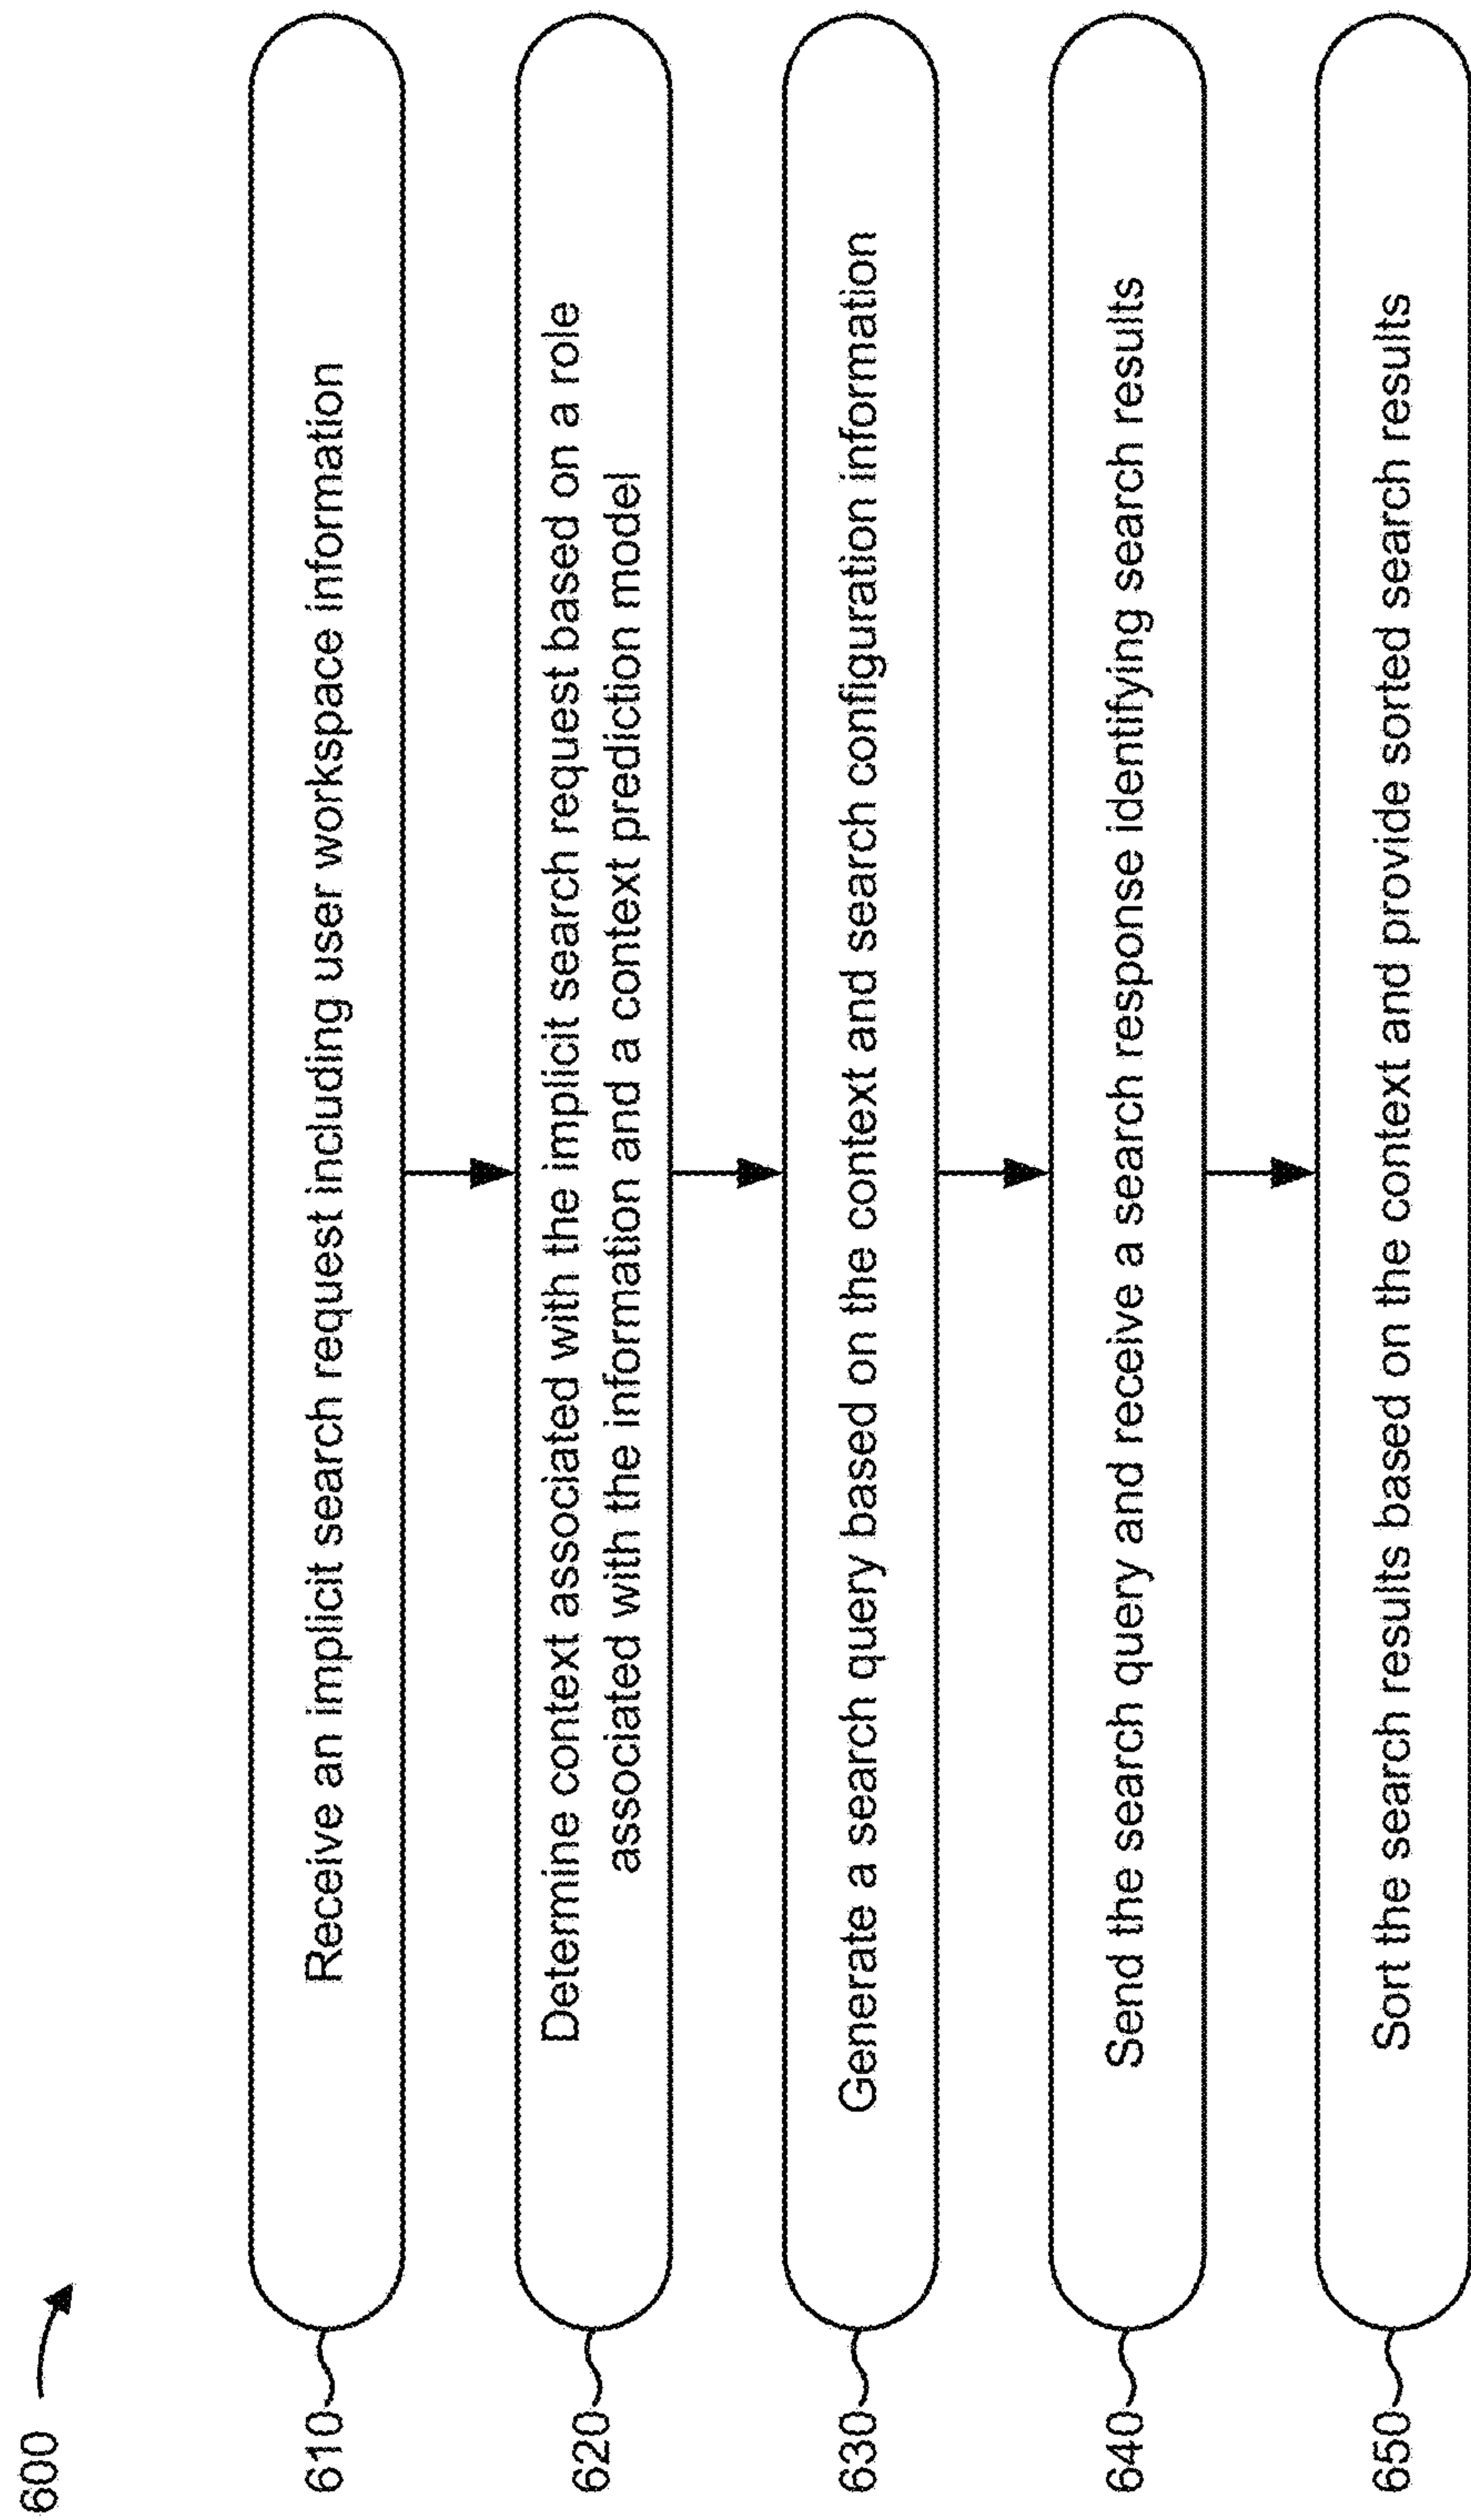 600
610
Receive an implicit search request including user workspace information
620
Determine context associated with the implicit search request based on a role
associated with the information and a context prediction model
630
Generate a search query based on the context and search configuration information
640
Send the search query and receive a search response identifying search results
650
Sort the search results based on the context and provide sorted search results